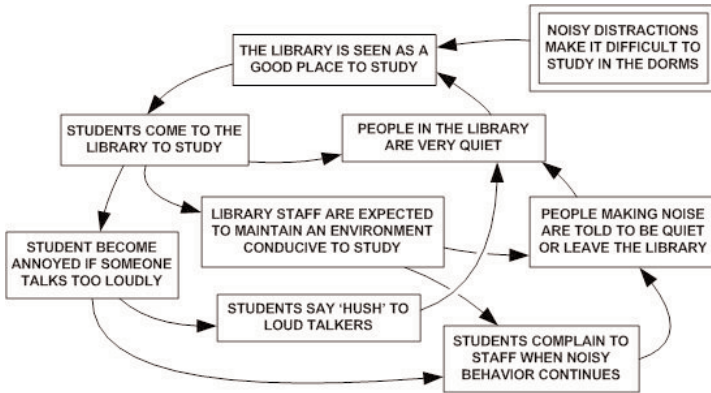 NOISY DISTRACTIONS
MAKE IT DIFFICULT TO
STUDY IN THE DORMS
THE LIBRARY IS SEEN AS A
GOOD PLACE TO STUDY
STUDENTS COME TO THE
LIBRARY TO STUDY
PEOPLE IN THE LIBRARY
ARE VERY QUIET
LIBRARY STAFF ARE EXPECTED
TO MAINTAIN AN ENVIRONMENT
CONDUCIVE TO STUDY
PEOPLE MAKING NOISE
ARE TOLD TO BE QUIET
OR LEAVE THE LIBRARY
STUDENT BECOME
ANNOYED IF SOMEONE
TALKS TOO LOUDLY
STUDENTS SAY ‘HUSH’ TO
LOUD TALKERS
STUDENTS COMPLAIN TO
STAFF WHEN NOISY
BEHAVIOR CONTINUES